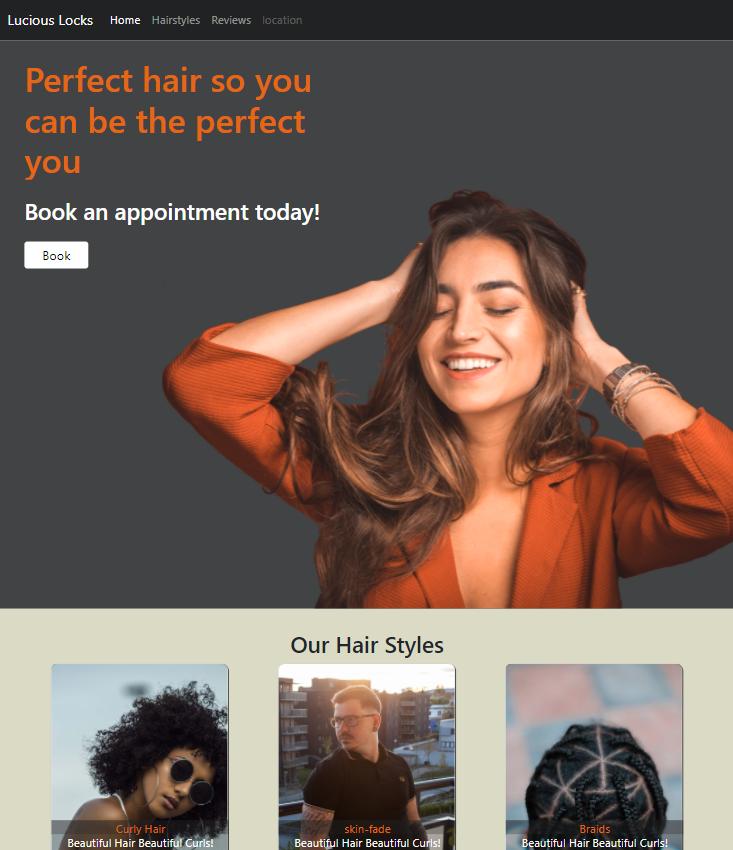 Lucious Locks Home Hairstyles Reviews location
Perfect hair so you
can be the perfect
you
Book an appointment today!
Book
Our Hair Styles
Curly Hair
Beautiful Hair Beautiful Curls!
skin-fade
Beautiful Hair Beautiful Curls!
Braids
Beautiful Hair Beautiful Curls!